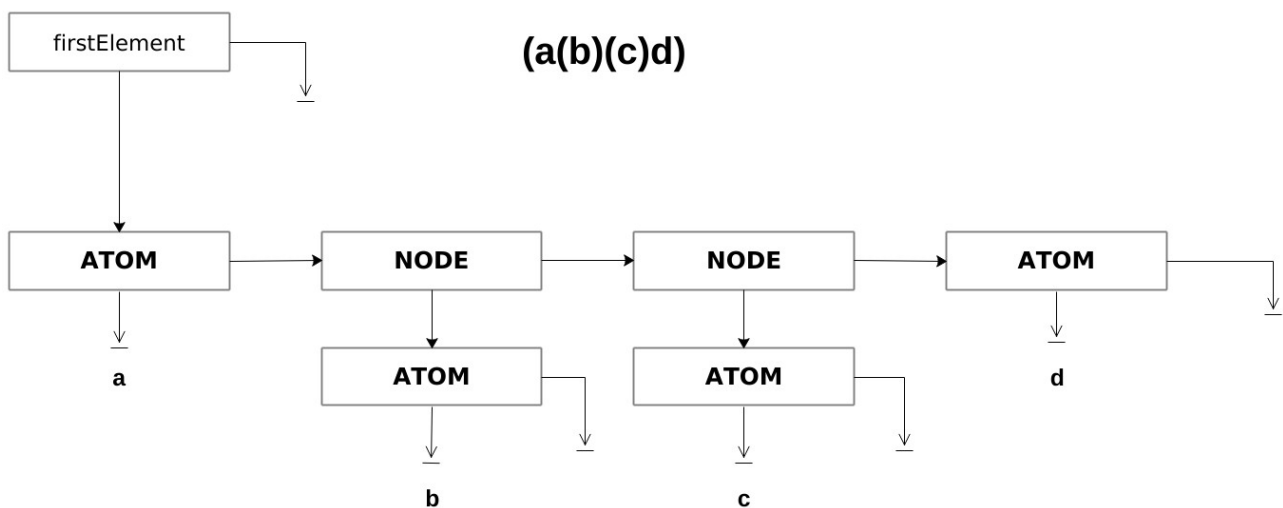 firstElement
(a(b)(c)d)
ATOM
NODE
NODE
ATOM
a
ATOM
ATOM
d
b
c